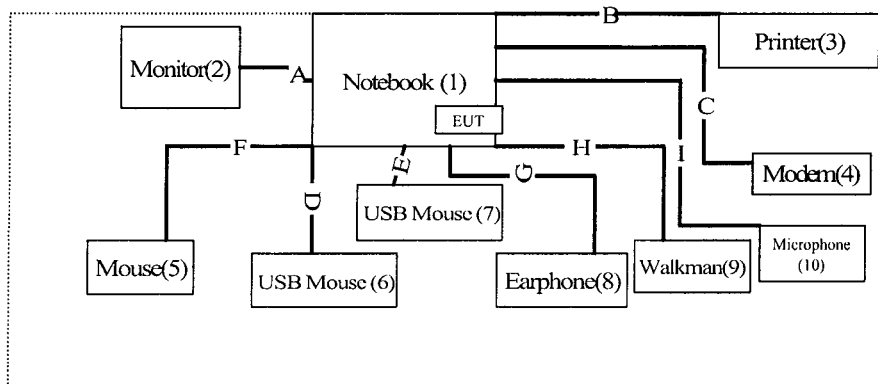 B
Printer(3)
Monitor(2)
A
Notebook (1)
C
EUT
F
E
H
I
D
G
Modem(4)
USB Mouse (7)
Mouse(5)
USB Mouse (6)
Earphone(8)
Walkman(9)
Microphone
(10)